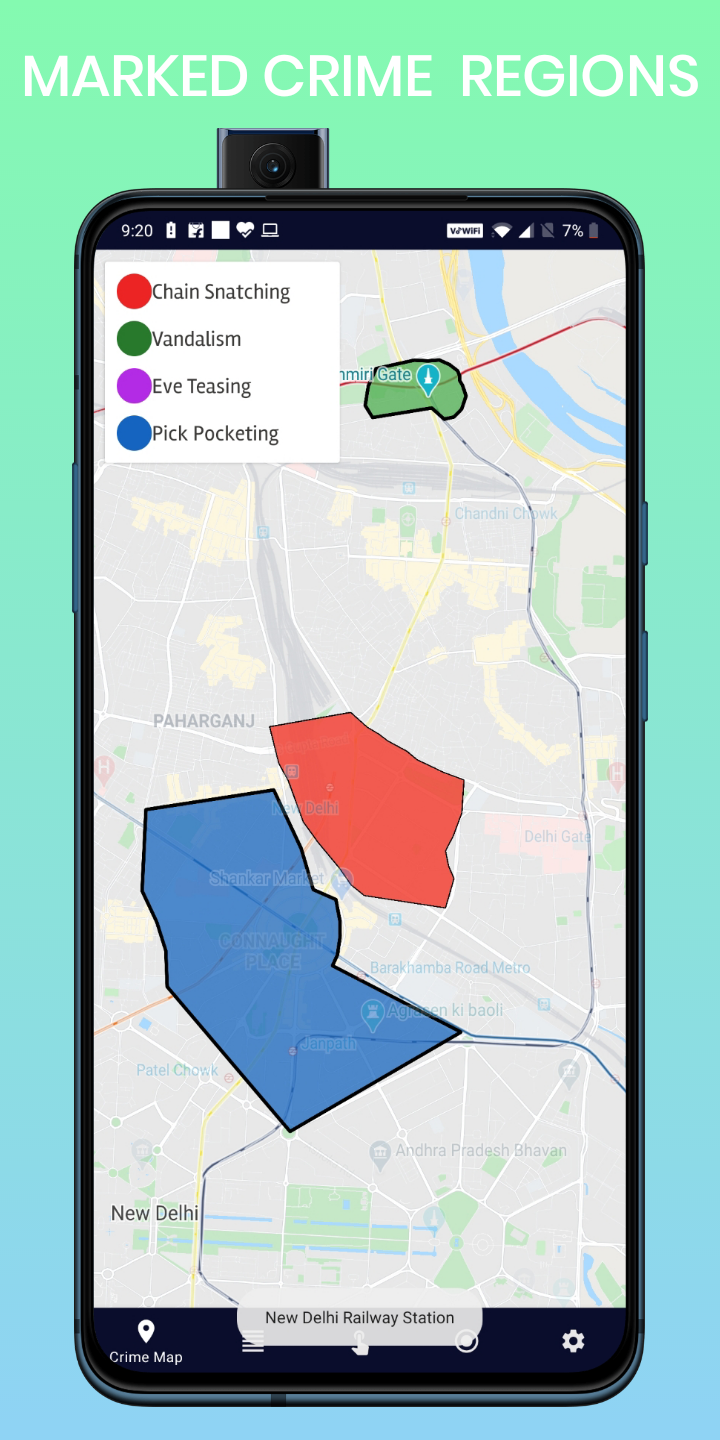 MARKED CRIME REGIONS
9:20
VoWiFi
7%
Chain Snatching
Vandalism
Eve Teasing
Pick Pocketing
hmiri Gate
Chandni Chowk
PAHARGANJ
H
H
New Delhi
Delhi Gate
Shankar Market
CONNAUGHT
PLACE
Barakhamba Road Metro
Agrasen ki baoli
Janpath
Patel Chowk
Andhra Pradesh Bhavan
New Delhi
New Delhi Railway Station
Crime Map